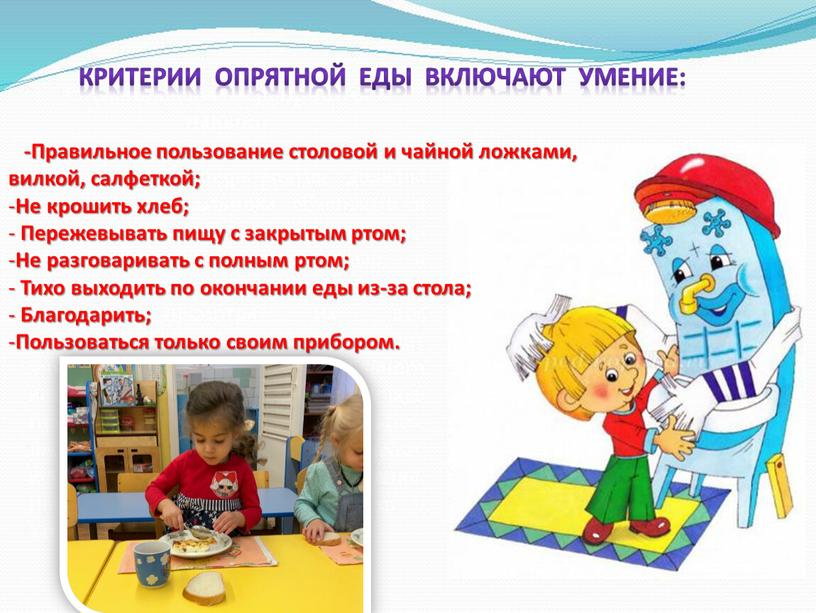 КРИТЕРИИ ОПРЯТНОЙ ЕДЫ ВКЛЮЧАЮТ УМЕНИЕ:
-Правильное пользование столовой и чайной ложками,
вилкой, салфеткой;
-Не крошить хлеб;
- Пережевывать пищу с закрытым ртом;
-Не разговаривать с полным ртом;
- Тихо выходить по окончании еды из-за стола;
- Благодарить;
-Пользоваться только своим прибором.